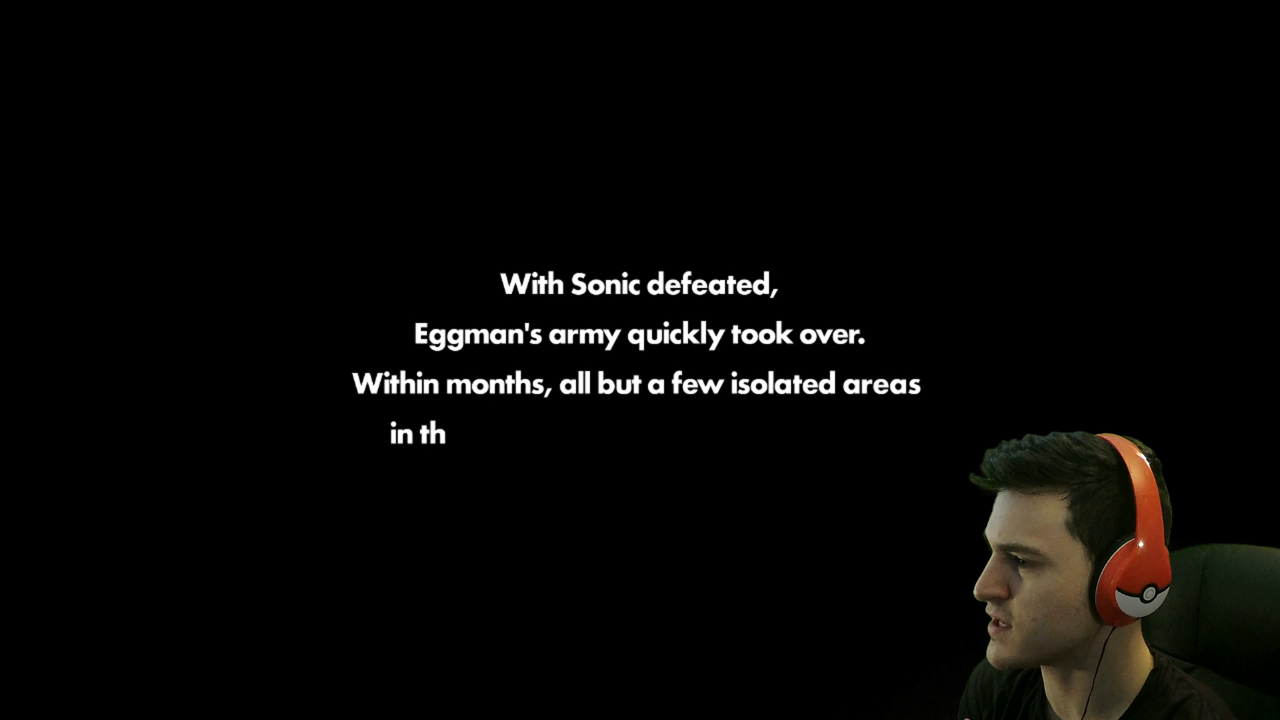 With Sonic defeated,
Eggman's army quickly took over.
Within months, all but a few isolated areas
in th